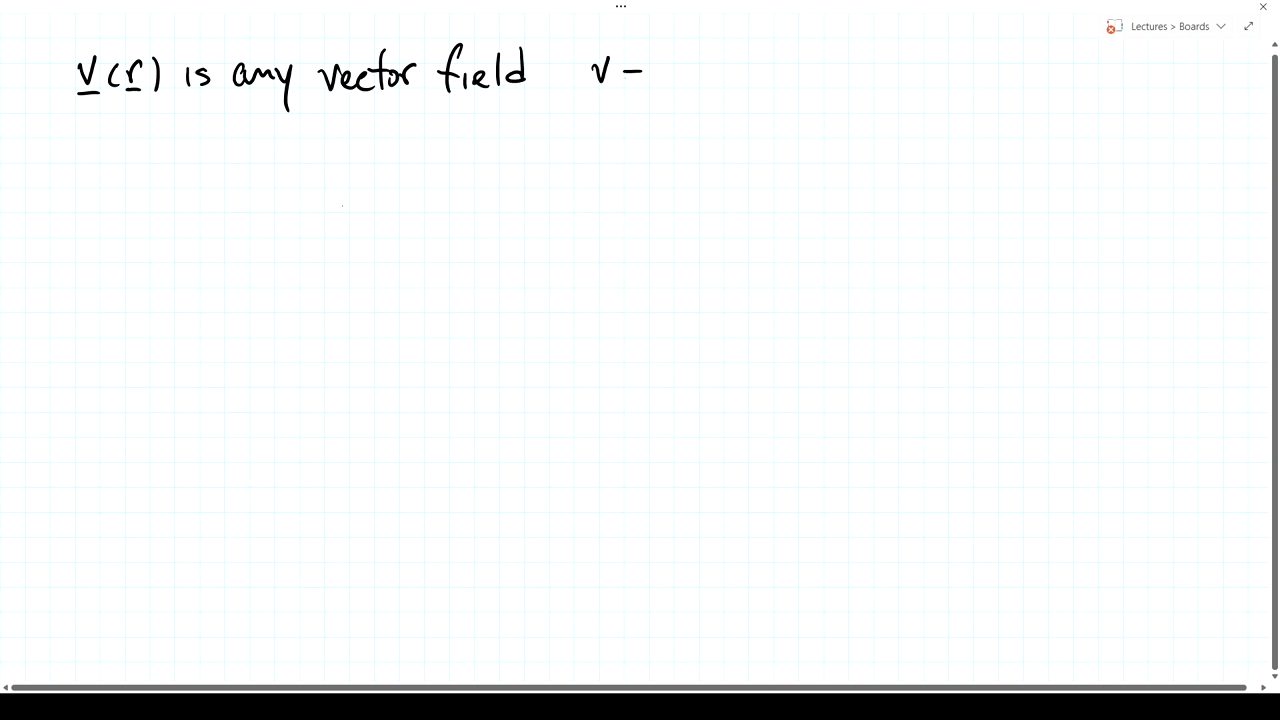 Lectures > Boards
v(r) is any vector field v –